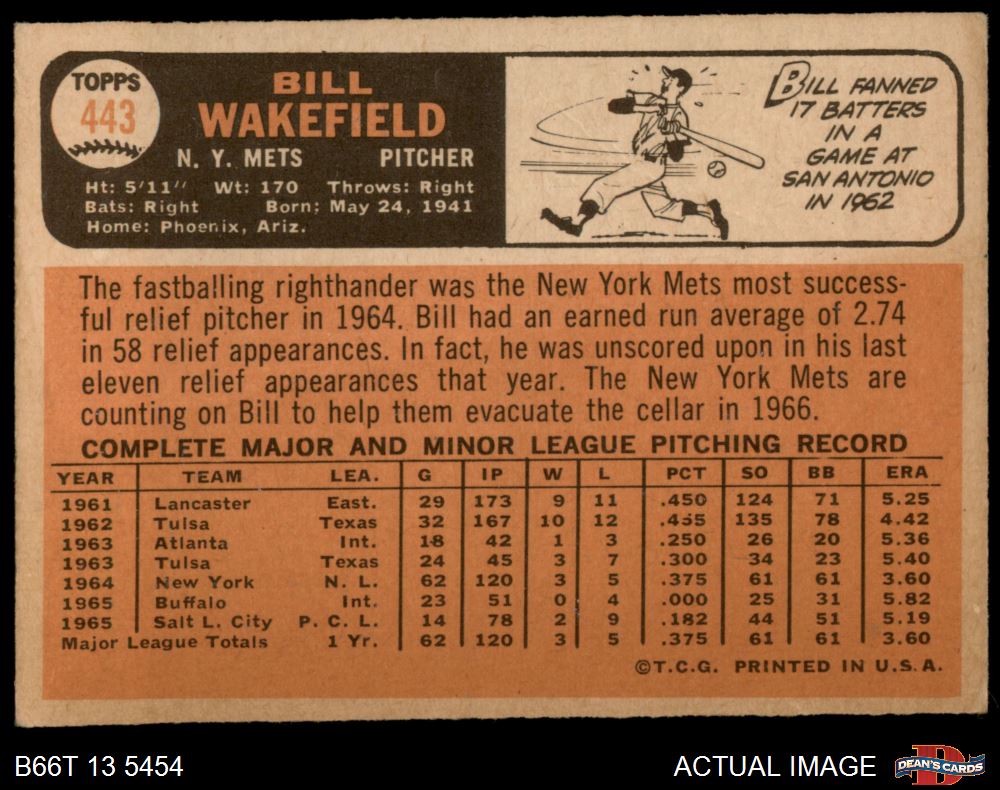 TOPPS
443
BILL
WAKEFIELD
N. Y. METS PITCHER
Ht: 5'11" Wt: 170 Throws: Right
Bats: Right Born: May 24, 1941
Home: Phoenix, Ariz.
BILL FANNED
17 BATTERS
IN A
GAME AT
SAN ANTONIO
IN 1962
The fastballing righthander was the New York Mets most success-
ful relief pitcher in 1964. Bill had an earned run average of 2.74
in 58 relief appearances. In fact, he was unscored upon in his last
eleven relief appearances that year. The New York Mets are
counting on Bill to help them evacuate the cellar in 1966.
COMPLETE MAJOR AND MINOR LEAGUE PITCHING RECORD
YEAR TEAM LEA. G IP W L PCT SO BB ERA
1961 Lancaster East. 29 173 9 11 .450 124 71 5.25
1962 Tulsa Texas 32 167 10 12 .455 135 78 4.42
1963 Atlanta Int. 18 42 1 3 .250 26 20 5.36
1963 Tulsa Texas 24 45 3 7 .300 34 23 5.40
1964 New York N. L. 62 120 3 5 .375 61 61 3.60
1965 Buffalo Int. 23 51 0 4 .000 25 31 5.82
1965 Salt L. City P. C. L. 14 78 2 9 .182 44 51 5.19
Major League Totals 1 Yr. 62 120 3 5 .375 61 61 3.60
©T.C.G. PRINTED IN U.S.A.
B66T 13 5454 ACTUAL IMAGE
DEAN'S CARDS